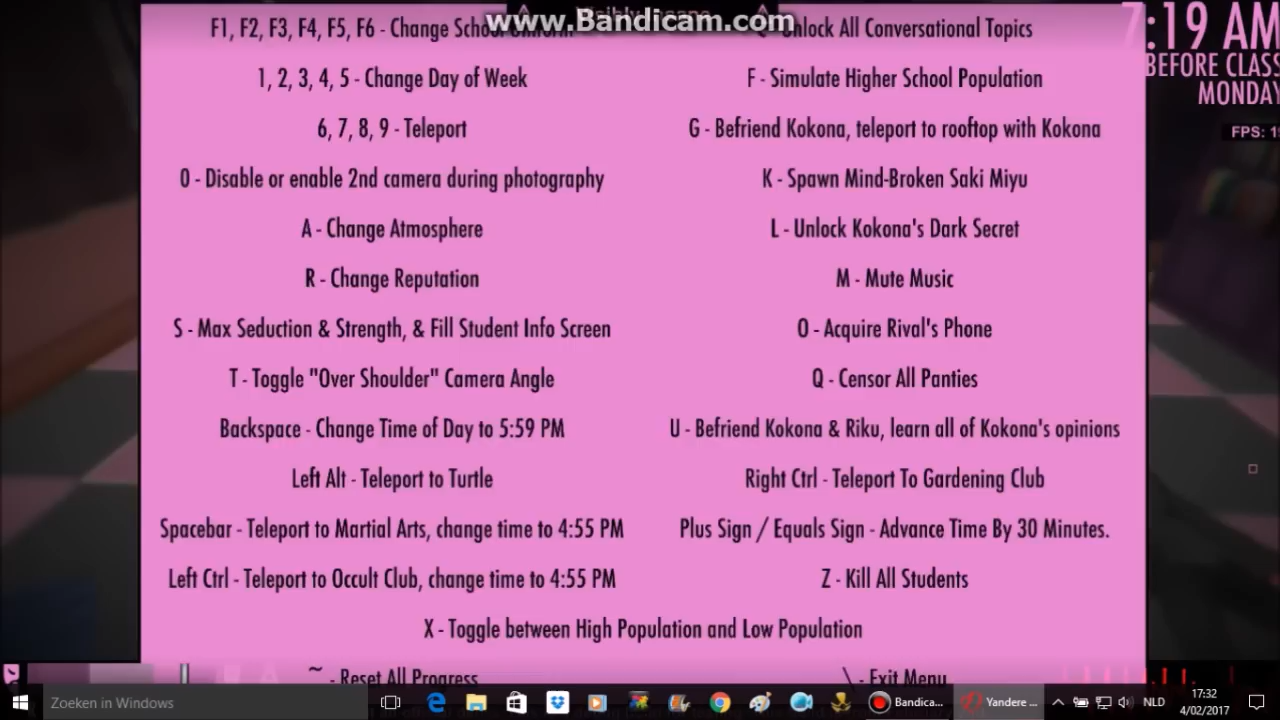 www.Bandicam.com
F1, F2, F3, F4, F5, F6 - Change School
Unlock All Conversational Topics
7:19 AM
BEFORE CLASS
MONDAY
FPS: 1
1, 2, 3, 4, 5 - Change Day of Week
F - Simulate Higher School Population
6, 7, 8, 9 - Teleport
G - Befriend Kokona, teleport to rooftop with Kokona
0 - Disable or enable 2nd camera during photography
K - Spawn Mind-Broken Saki Miyu
A - Change Atmosphere
L - Unlock Kokona's Dark Secret
R - Change Reputation
M - Mute Music
S - Max Seduction & Strength, & Fill Student Info Screen
O - Acquire Rival's Phone
T - Toggle "Over Shoulder" Camera Angle
Q - Censor All Panties
Backspace - Change Time of Day to 5:59 PM
U - Befriend Kokona & Riku, learn all of Kokona's opinions
Left Alt - Teleport to Turtle
Right Ctrl - Teleport To Gardening Club
Spacebar - Teleport to Martial Arts, change time to 4:55 PM
Plus Sign / Equals Sign - Advance Time By 30 Minutes.
Left Ctrl - Teleport to Occult Club, change time to 4:55 PM
Z - Kill All Students
X - Toggle between High Population and Low Population
~ - Reset All Progress
\ - Exit Menu
Zoeken in Windows
Bandica...
Yandere ...
NLD
17:32
4/02/2017